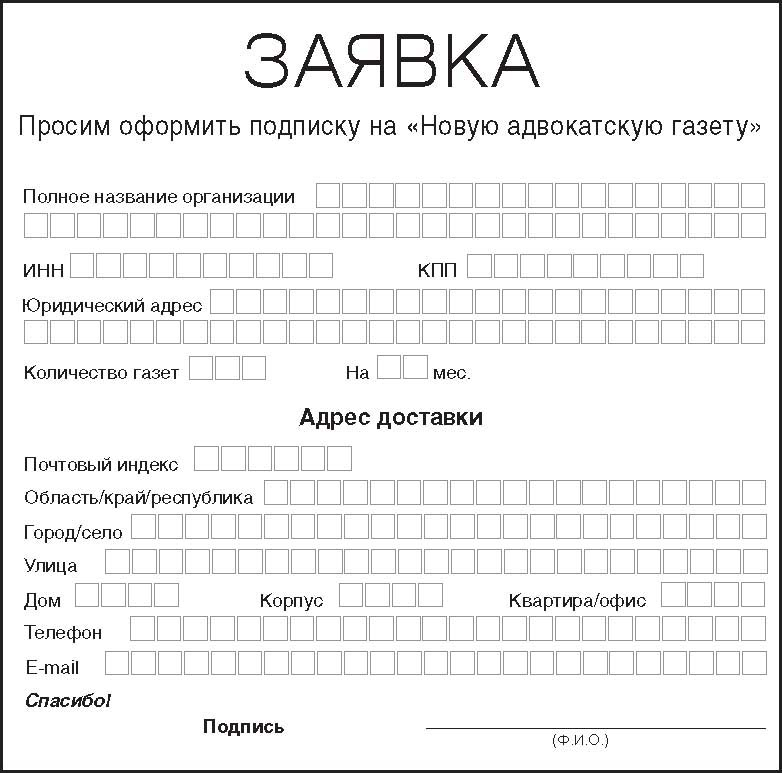 ЗАЯВКА
Просим оформить подписку на «Новую адвокатскую газету»
Полное название организации
ИНН КПП
Юридический адрес
Количество газет На мес.
Адрес доставки
Почтовый индекс
Область/край/республика
Город/село
Улица
Дом Корпус Квартира/офис
Телефон
E-mail
Спасибо!
Подпись
(Ф.И.О.)